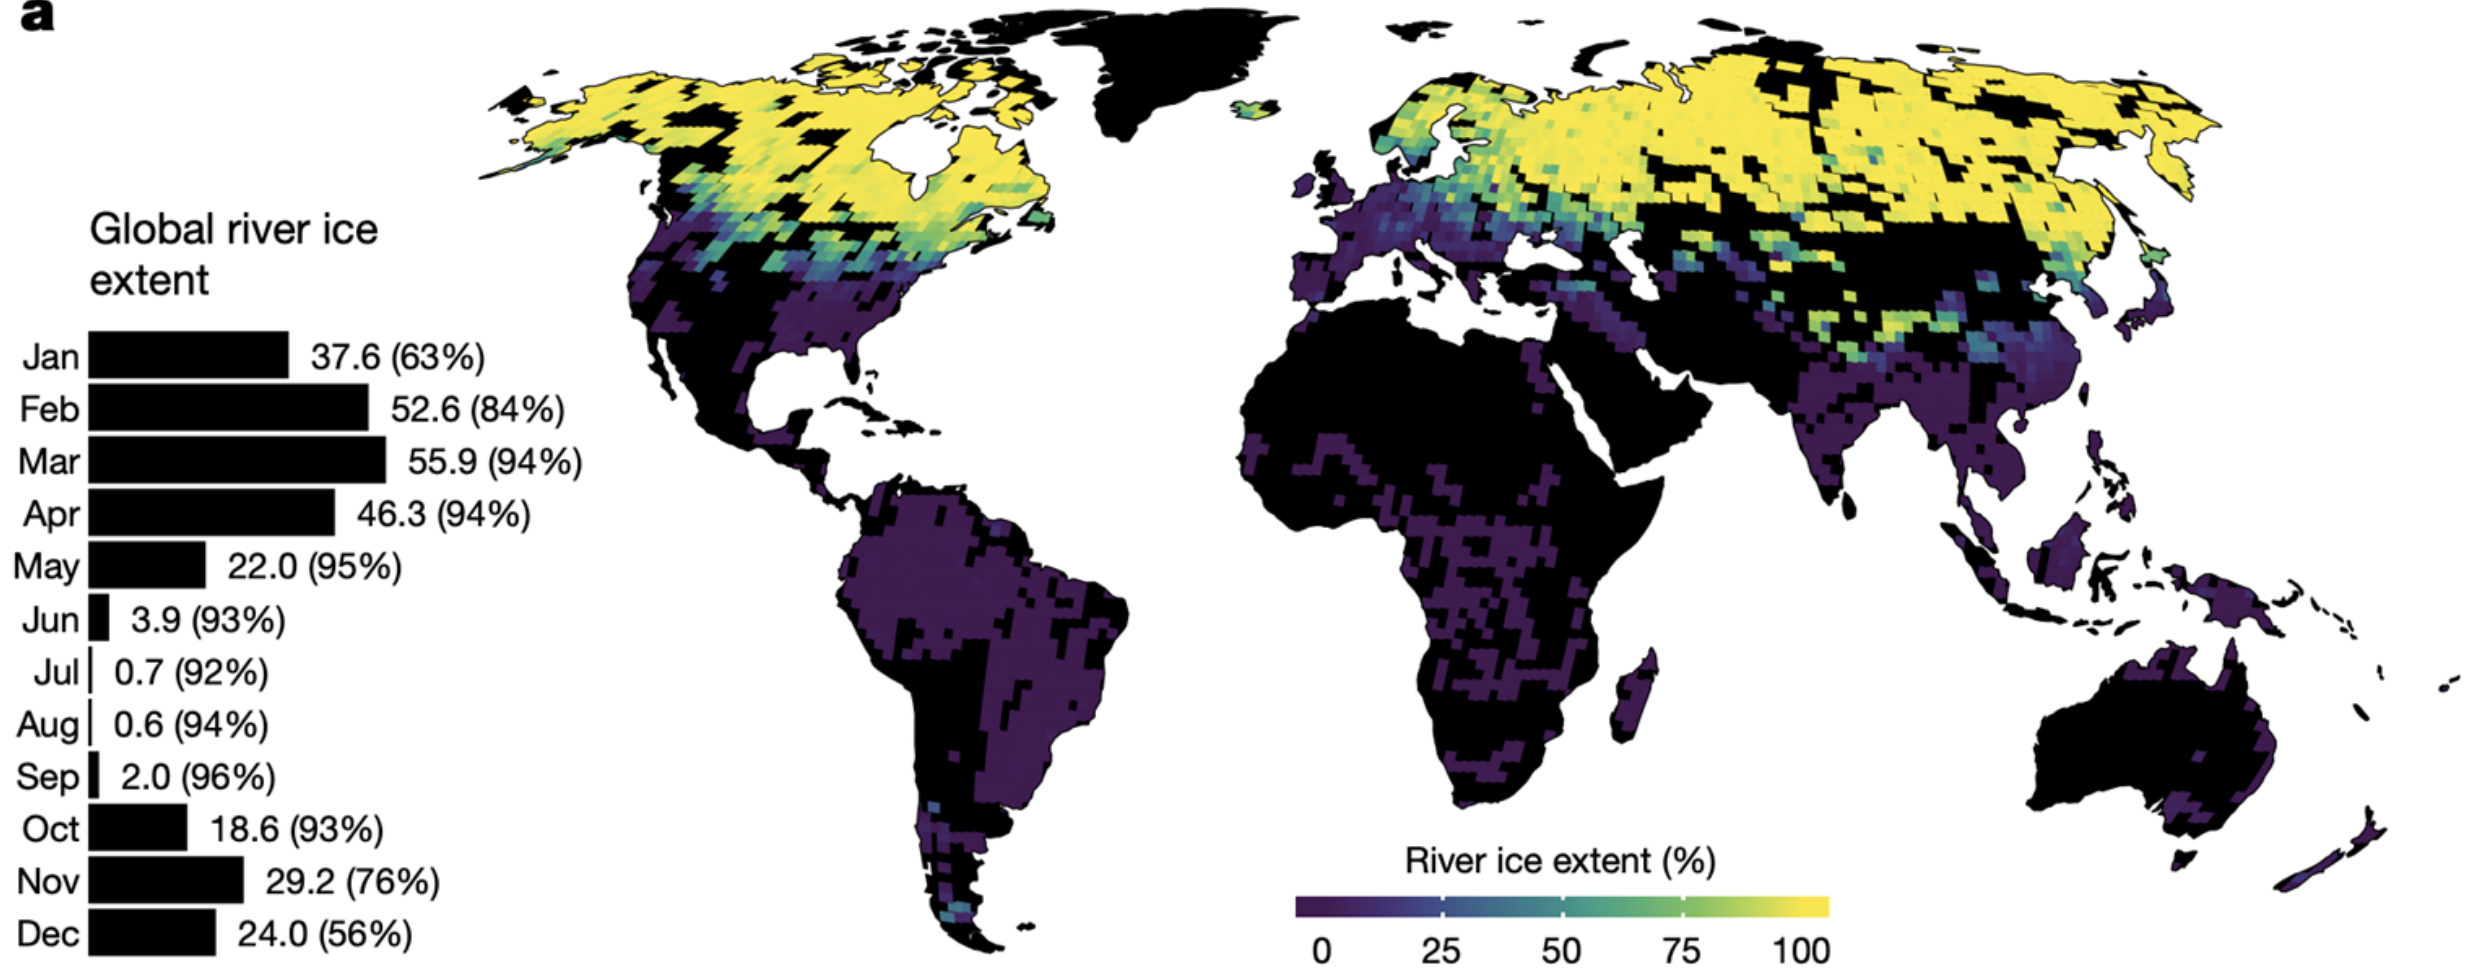 a
Global river ice
extent
Jan 37.6 (63%)
Feb 52.6 (84%)
Mar 55.9 (94%)
Apr 46.3 (94%)
May 22.0 (95%)
Jun 3.9 (93%)
Jul 0.7 (92%)
Aug 0.6 (94%)
Sep 2.0 (96%)
Oct 18.6 (93%)
Nov 29.2 (76%)
Dec 24.0 (56%)
River ice extent (%)
0 25 50 75 100